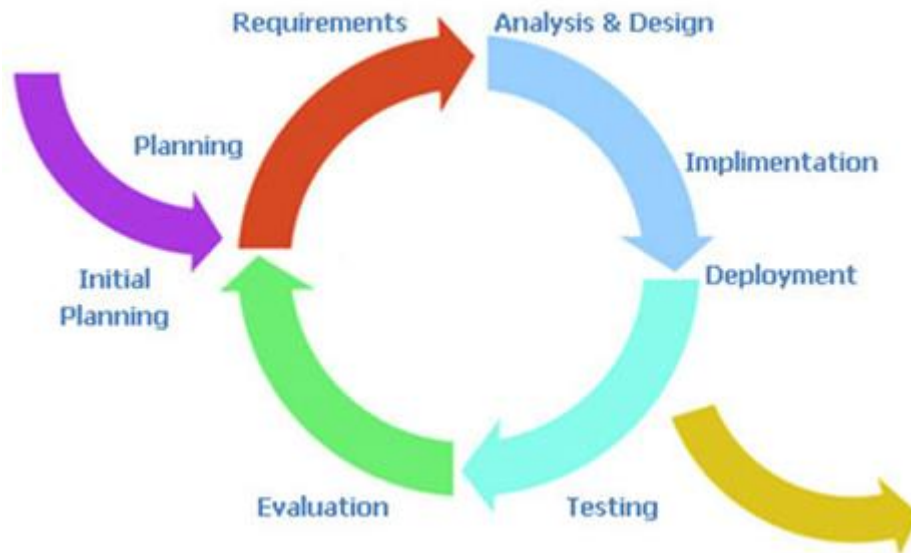 Requirements
Analysis & Design
Planning
Implimentation
Initial
Planning
Deployment
Evaluation
Testing